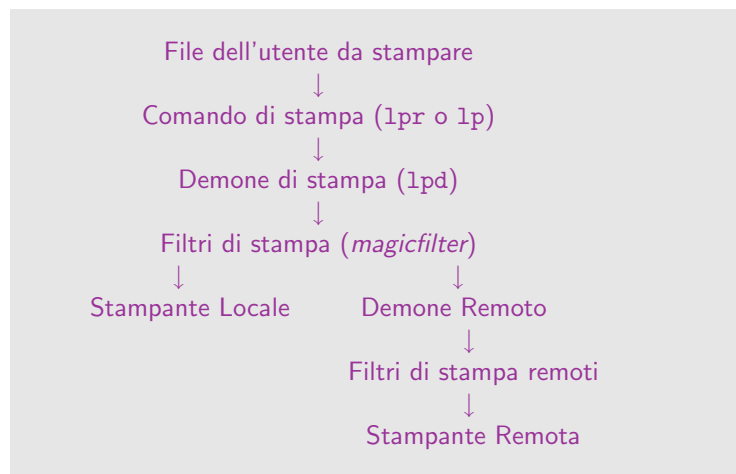 File dell'utente da stampare
↓
Comando di stampa (lpr o lp)
↓
Demone di stampa (lpd)
↓
Filtri di stampa (magicfilter)
↓ ↓
Stampante Locale Demone Remoto
↓
Filtri di stampa remoti
↓
Stampante Remota